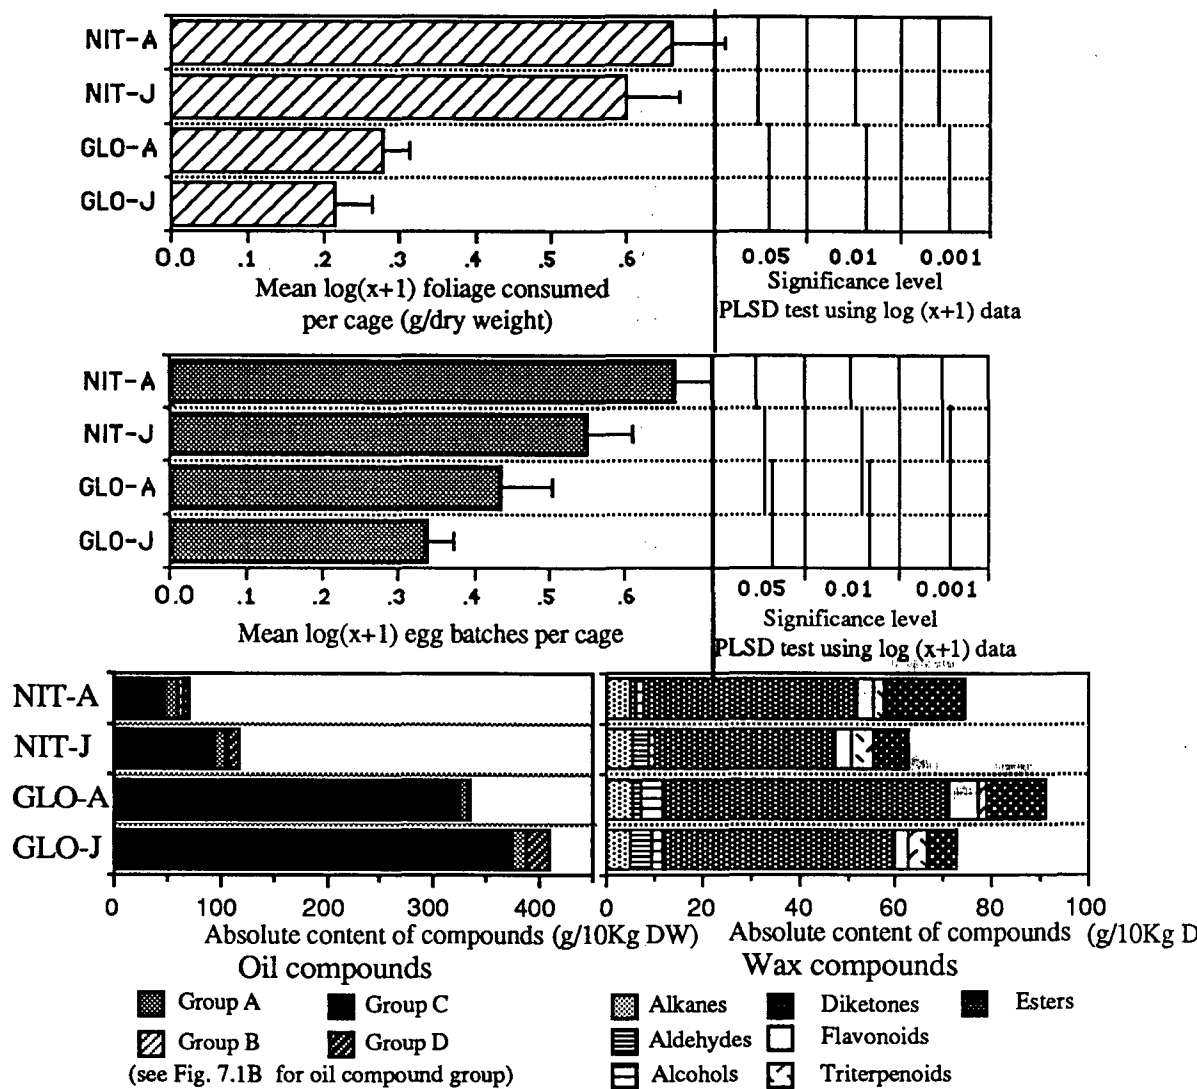 NIT-A
NIT-J
GLO-A
GLO-J
0.0 .1 .2 .3 .4 .5 .6
0.05 0.01 0.001
Mean log(x+1) foliage consumed
per cage (g/dry weight)
Significance level
PLSD test using log (x+1) data
NIT-A
NIT-J
GLO-A
GLO-J
0.0 .1 .2 .3 .4 .5 .6
0.05 0.01 0.001
Mean log(x+1) egg batches per cage
Significance level
PLSD test using log (x+1) data
NIT-A
NIT-J
GLO-A
GLO-J
0 100 200 300 400
0 20 40 60 80 100
Absolute content of compounds (g/10Kg DW)
Absolute content of compounds (g/10Kg D
Oil compounds
Wax compounds
Group A Group C
Group B Group D
(see Fig. 7.1B for oil compound group)
Alkanes Diketones Esters
Aldehydes Flavonoids
Alcohols Triterpenoids